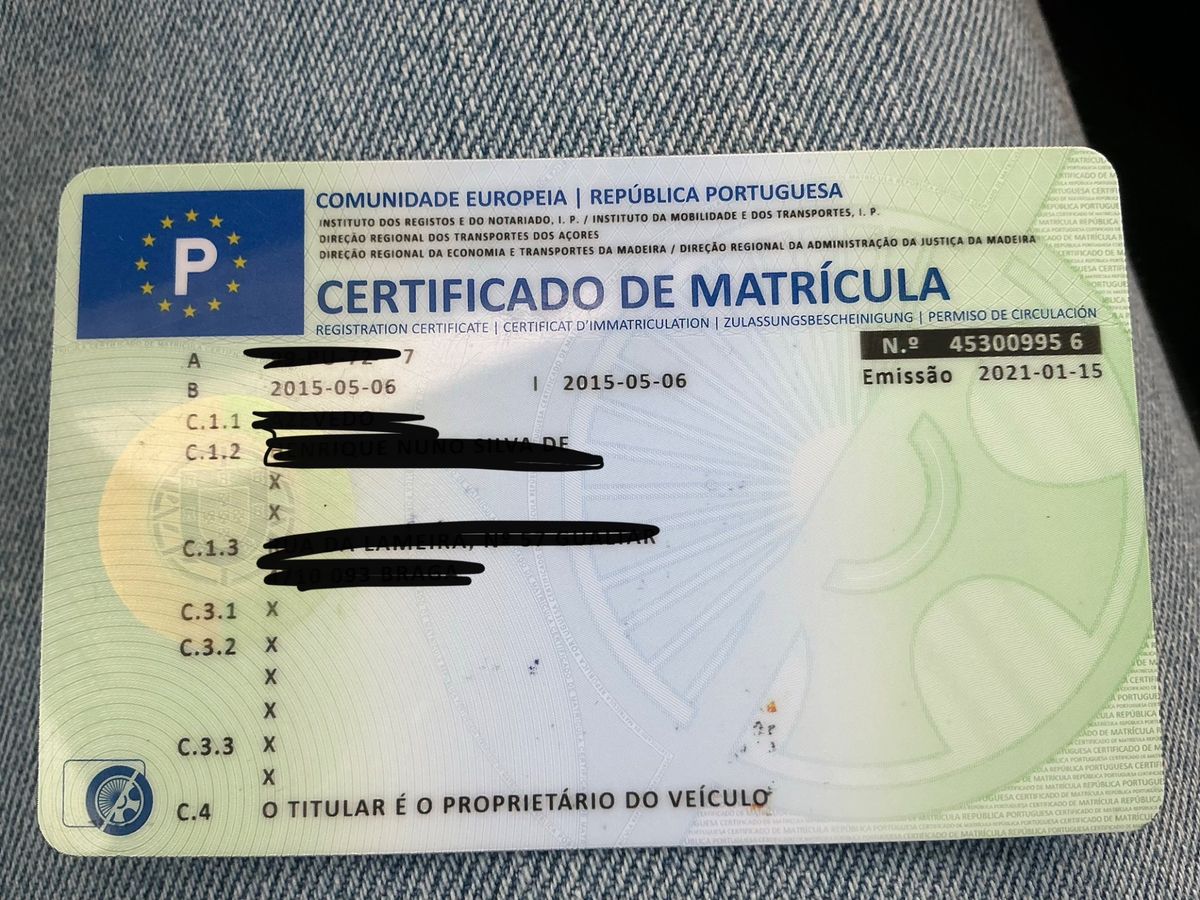 P
COMUNIDADE EUROPEIA | REPÚBLICA PORTUGUESA
INSTITUTO DOS REGISTOS E DO NOTARIADO, I. P. / INSTITUTO DA MOBILIDADE E DOS TRANSPORTES, I. P.
DIREÇÃO REGIONAL DOS TRANSPORTES DOS AÇORES
DIREÇÃO REGIONAL DA ECONOMIA E TRANSPORTES DA MADEIRA / DIREÇÃO REGIONAL DA ADMINISTRAÇÃO DA JUSTIÇA DA MADEIRA
CERTIFICADO DE MATRÍCULA
REGISTRATION CERTIFICATE | CERTIFICAT D'IMMATRICULATION | ZULASSUNGSBESCHEINIGUNG | PERMISO DE CIRCULACIÓN
N.º 45300995 6
A 7
B 2015-05-06 I 2015-05-06
Emissão 2021-01-15
C.1.1
C.1.2
X
X
C.1.3
C.3.1 X
C.3.2 X
X
X
C.3.3 X
X
C.4 O TITULAR É O PROPRIETÁRIO DO VEÍCULO